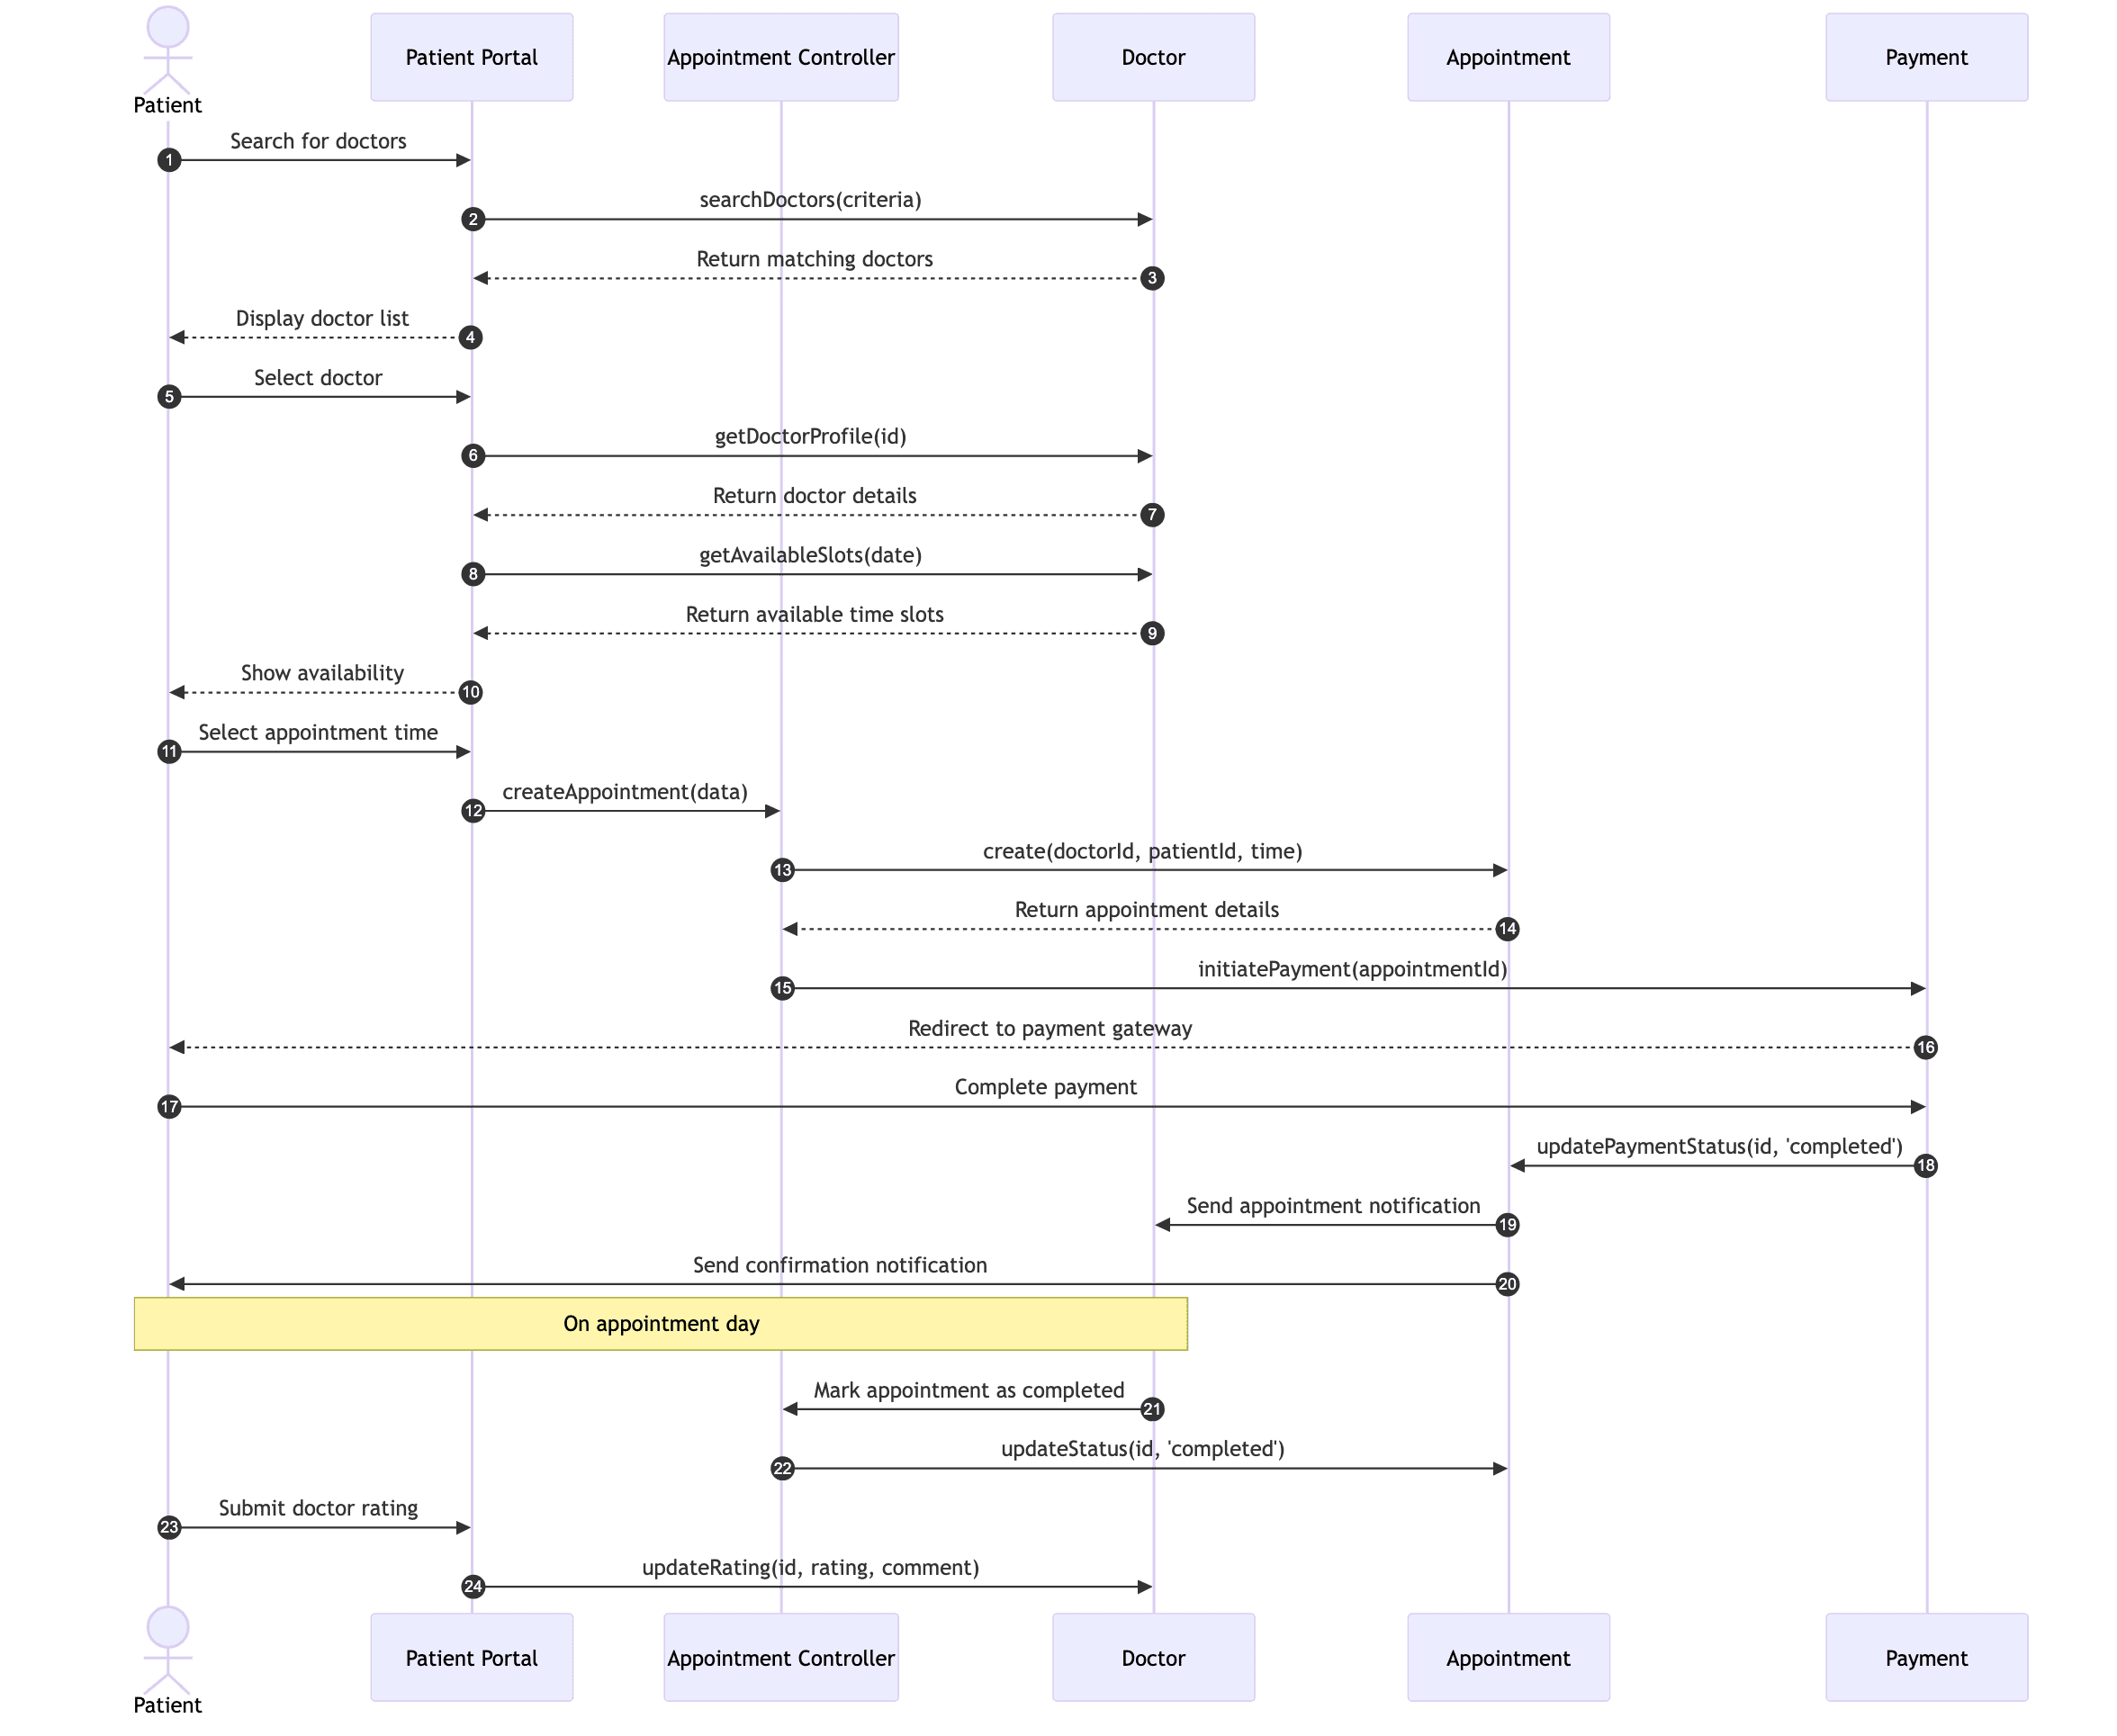 Patient
Patient Portal
Appointment Controller
Doctor
Appointment
Payment
1 Search for doctors
2 searchDoctors(criteria)
Return matching doctors 3
Display doctor list 4
5 Select doctor
6 getDoctorProfile(id)
Return doctor details 7
8 getAvailableSlots(date)
Return available time slots 9
Show availability 10
11 Select appointment time
12 createAppointment(data)
13 create(doctorId, patientId, time)
Return appointment details 14
15 initiatePayment(appointmentId)
Redirect to payment gateway 16
17 Complete payment
updatePaymentStatus(id, 'completed') 18
Send appointment notification 19
Send confirmation notification 20
On appointment day
Mark appointment as completed 21
22 updateStatus(id, 'completed')
23 Submit doctor rating
24 updateRating(id, rating, comment)
Patient
Patient Portal
Appointment Controller
Doctor
Appointment
Payment